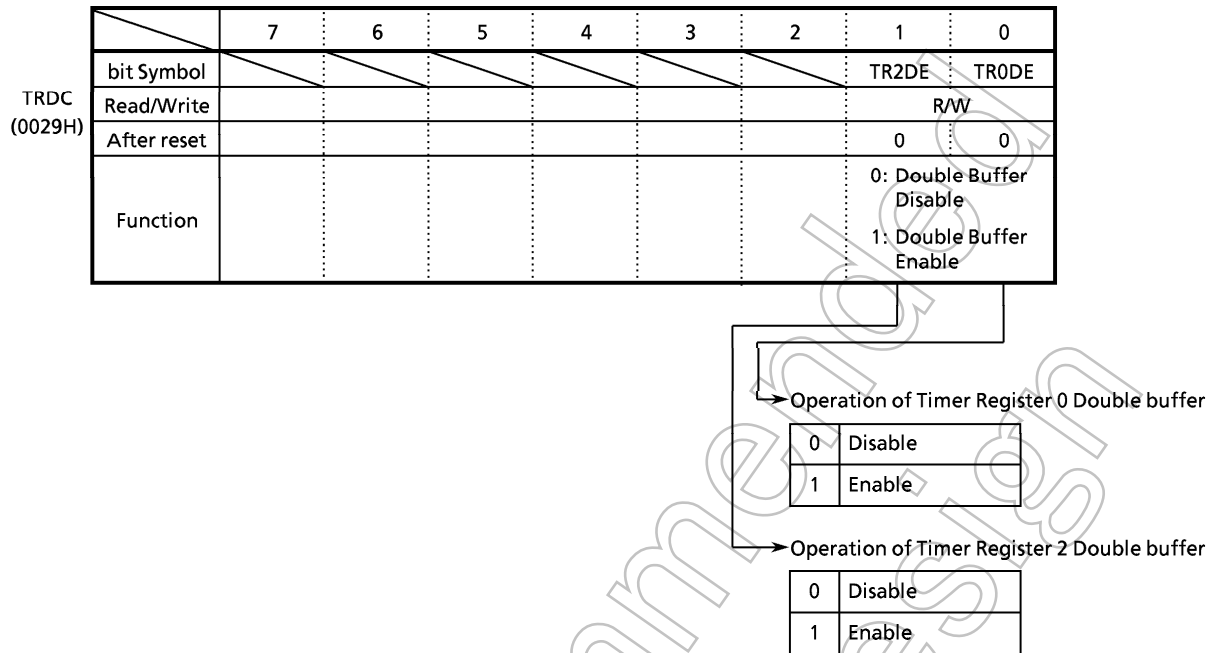 7 6 5 4 3 2 1 0
bit Symbol TR2DE TR0DE
TRDC
(0029H)
Read/Write R/W
After reset 0 0
Function
0: Double Buffer
Disable
1: Double Buffer
Enable
Operation of Timer Register 0 Double buffer
0 Disable
1 Enable
Operation of Timer Register 2 Double buffer
0 Disable
1 Enable
mmended
esign